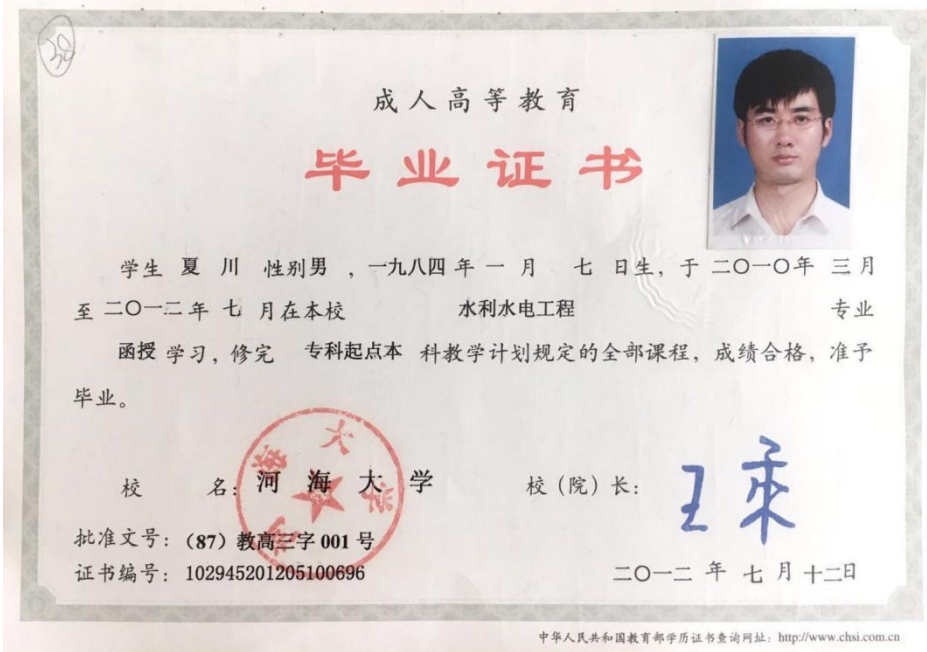 38
成人高等教育
毕业证书
学生 夏 川 性别 男 ，一九八四 年 一 月 七 日生，于 二〇一〇年 三 月
至 二〇一二 年 七 月在本校 水利水电工程 专业
函授 学习，修完 专科起点本 科教学计划规定的全部课程，成绩合格，准予
毕业。
河海大学
校 名：河 海 大 学 校（院）长：王乘
批准文号：（87）教高三字 001 号
证书编号：102945201205100696 二〇一二 年 七 月 十二日
中华人民共和国教育部学历证书查询网址：http://www.chsi.com.cn